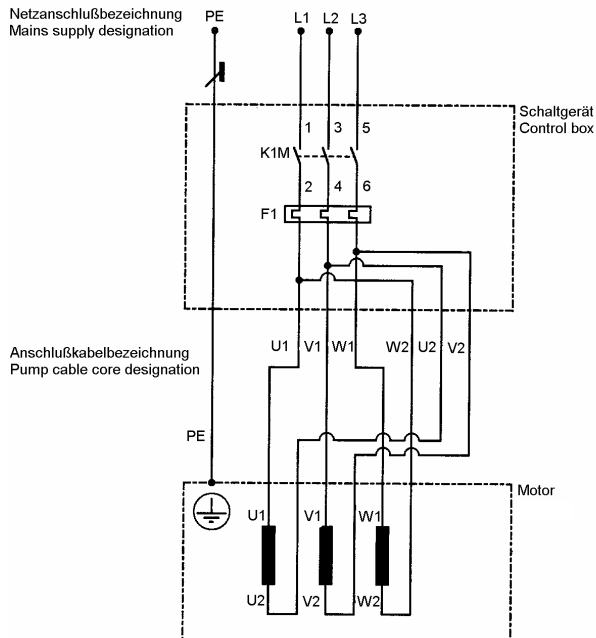 Netzanschlußbezeichnung PE L1 L2 L3
Mains supply designation
Schaltgerät
Control box
1 3 5
K1M
2 4 6
F1
U1 V1 W1 W2 U2 V2
Anschlußkabelbezeichnung
Pump cable core designation
PE
Motor
U1 V1 W1
U2 V2 W2